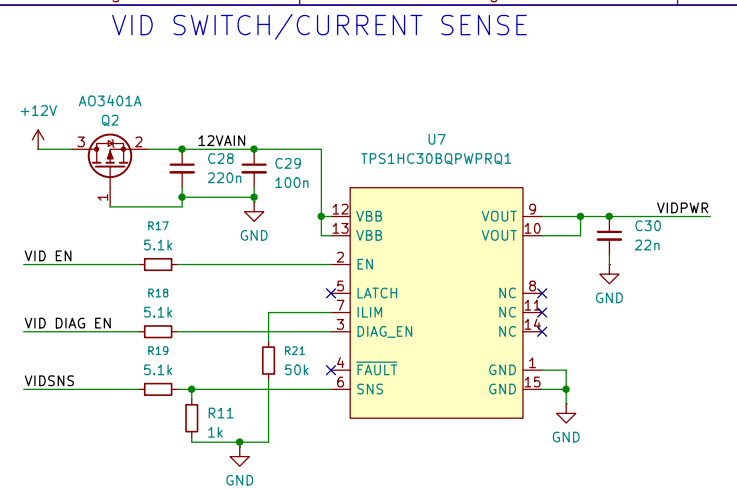 VID SWITCH/CURRENT SENSE
+12V
AO3401A
Q2
3
2
1
12VAIN
C28
220n
C29
100n
GND
U7
TPS1HC30BQPWPRQ1
12 VBB
13 VBB
2 EN
5 LATCH
7 ILIM
3 DIAG_EN
4 FAULT
6 SNS
VOUT 9
VOUT 10
NC 8
NC 11
NC 14
GND 1
GND 15
VIDPWR
C30
22n
GND
GND
R17
5.1k
VID EN
R18
5.1k
VID DIAG EN
R19
5.1k
VIDSNS
R21
50k
R11
1k
GND